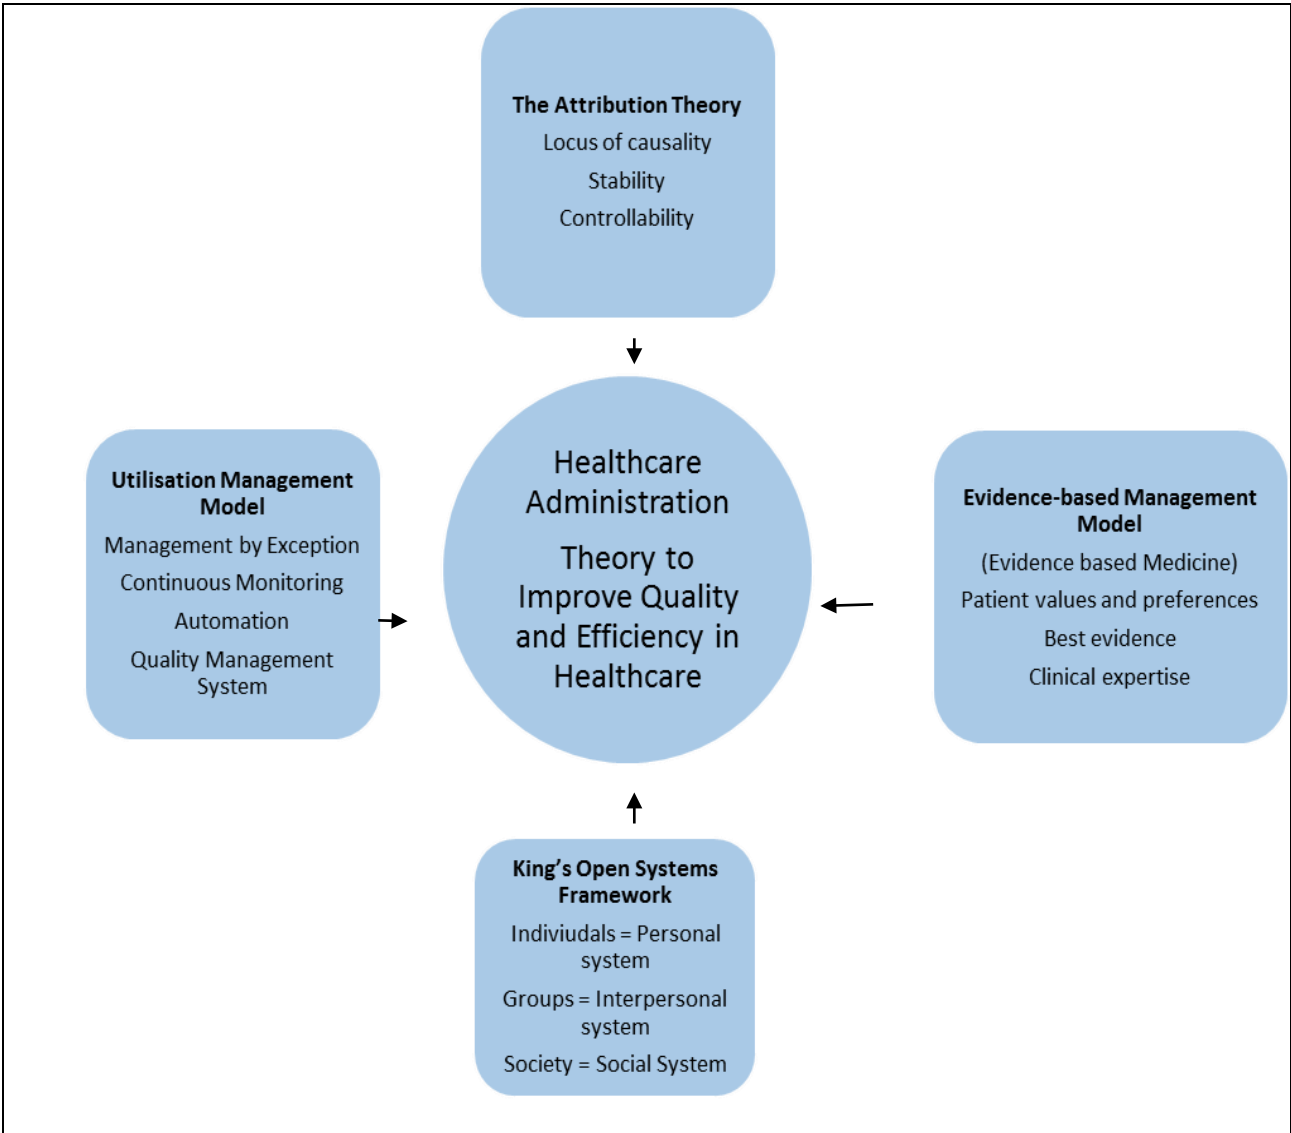 The Attribution Theory
Locus of causality
Stability
Controllability
Utilisation Management
Model
Management by Exception
Continuous Monitoring
Automation
Quality Management
System
Healthcare
Administration
Theory to
Improve Quality
and Efficiency in
Healthcare
Evidence-based Management
Model
(Evidence based Medicine)
Patient values and preferences
Best evidence
Clinical expertise
King’s Open Systems
Framework
Indiviudals = Personal
system
Groups = Interpersonal
system
Society = Social System